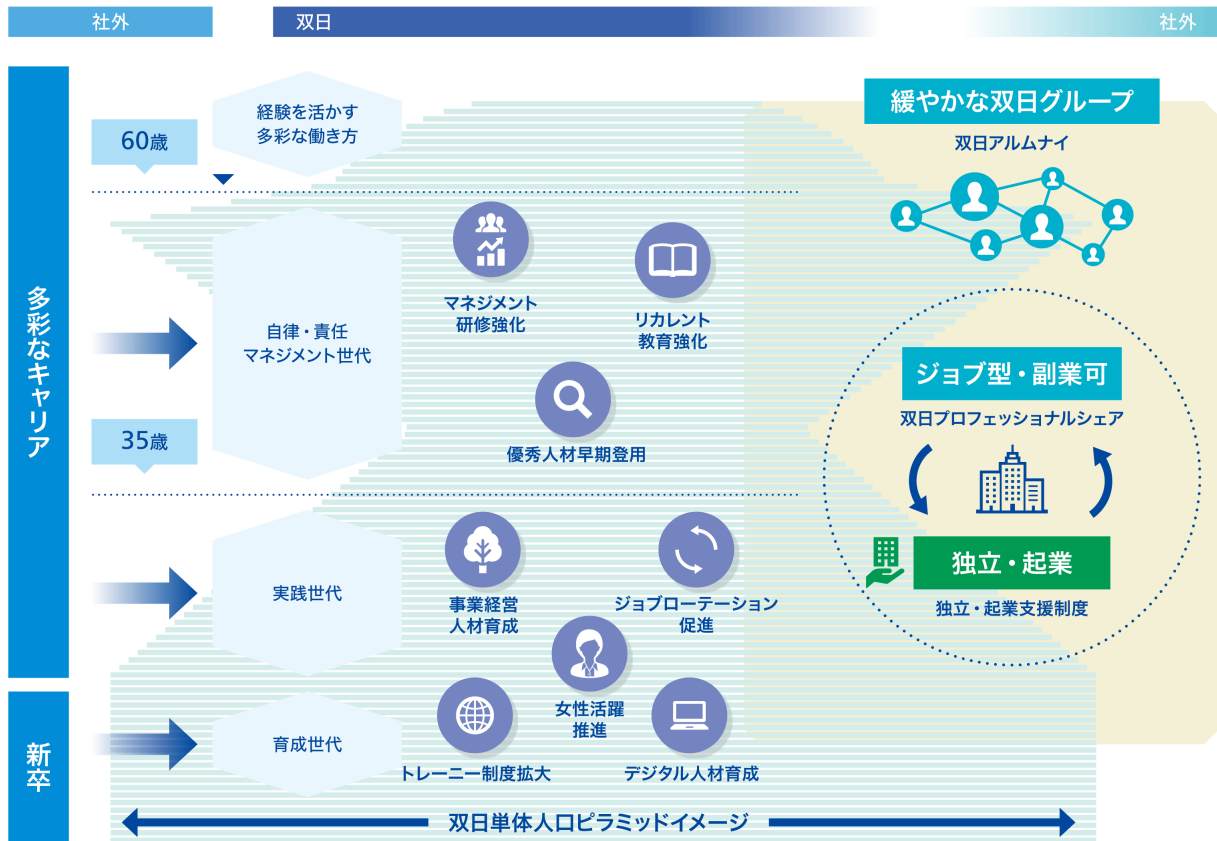 社外
双日
社外
多彩なキャリア
新卒
60歳
35歳
経験を活かす
多彩な働き方
自律・責任
マネジメント世代
実践世代
育成世代
マネジメント
研修強化
リカレント
教育強化
優秀人材早期登用
事業経営
人材育成
ジョブローテーション
促進
女性活躍
推進
トレーニー制度拡大
デジタル人材育成
双日単体人口ピラミッドイメージ
緩やかな双日グループ
双日アルムナイ
ジョブ型・副業可
双日プロフェッショナルシェア
独立・起業
独立・起業支援制度